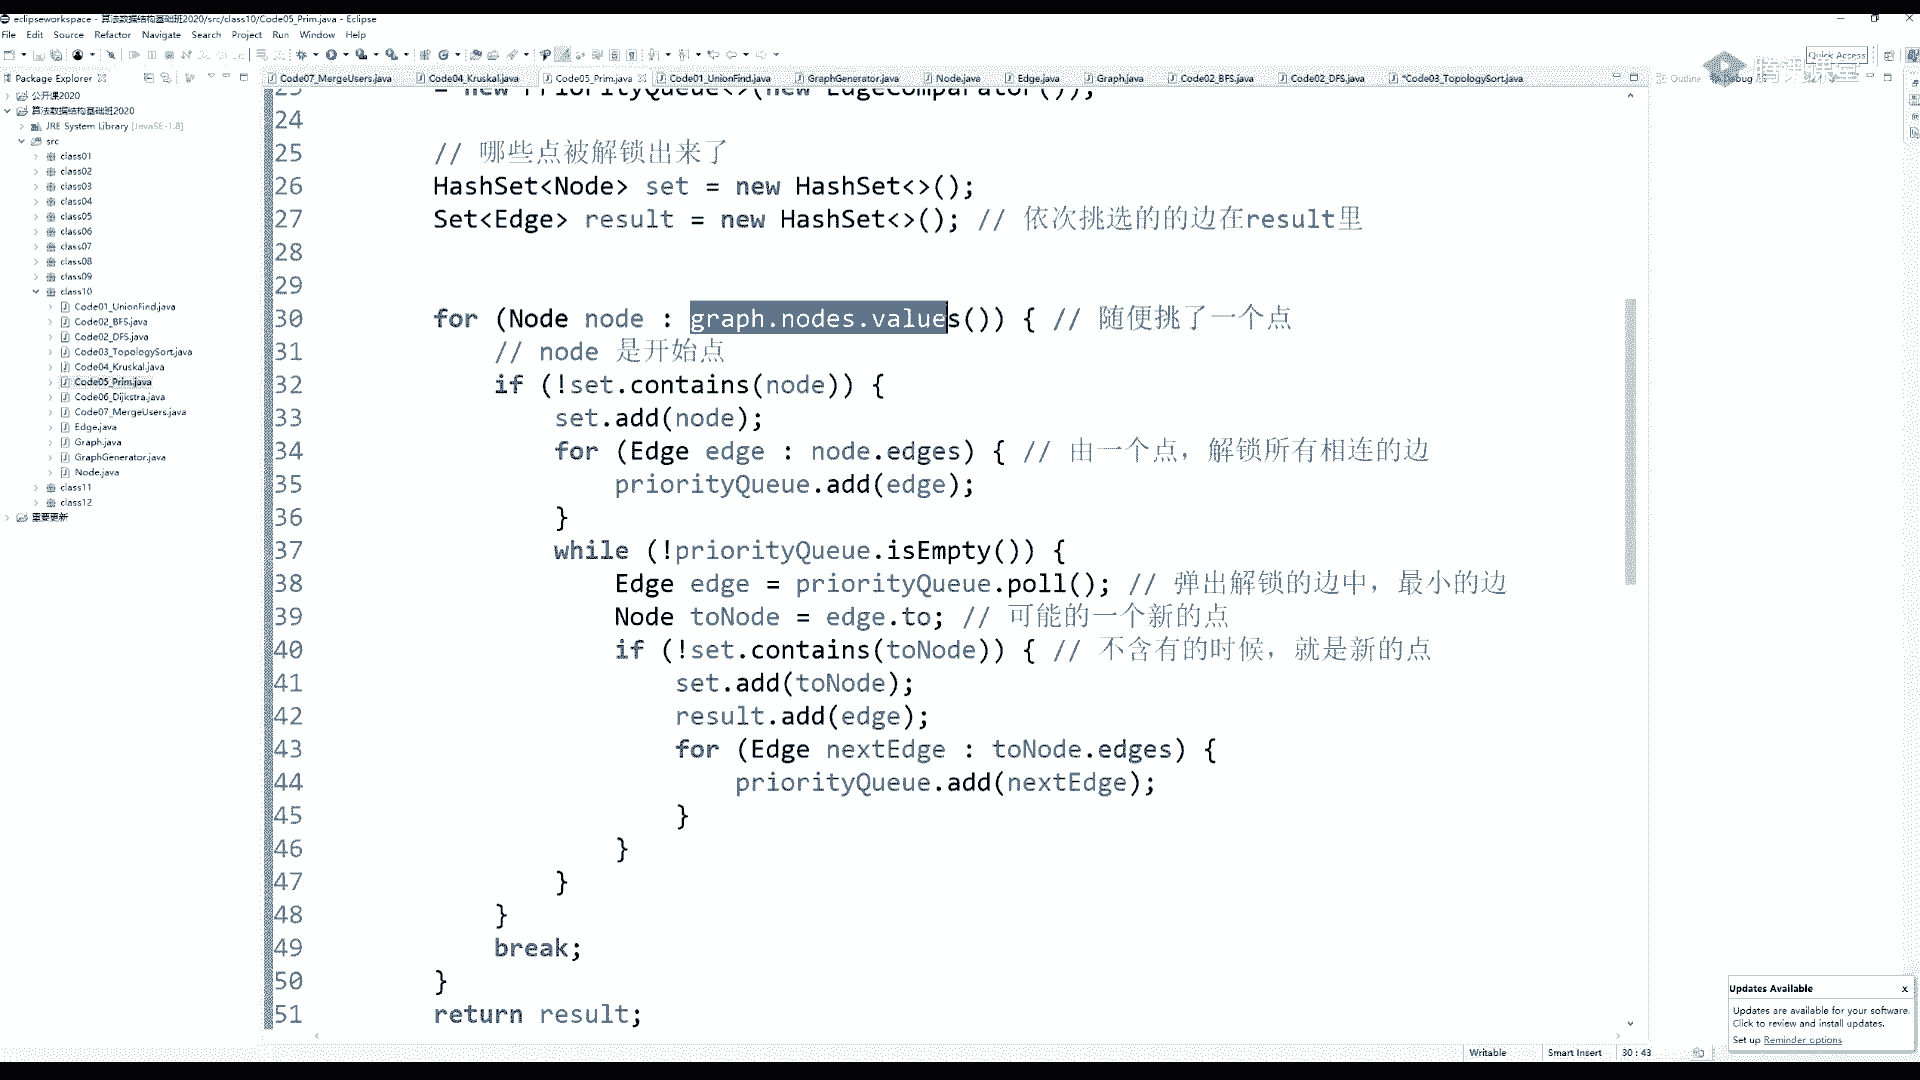 eclipseworkspace - 算法数据结构基础班2020/src/class10/Code05_Prim.java - Eclipse
File Edit Source Refactor Navigate Search Project Run Window Help
Quick Access
腾讯课堂
Package Explorer
Code07_MergeUsers.java Code04_Kruskal.java Code05_Prim.java Code01_UnionFind.java GraphGenerator.java Node.java Edge.java Graph.java Code02_BFS.java Code02_DFS.java *Code03_TopologySort.java
Outline Debug
公开课2020
算法数据结构基础班2020
JRE System Library [JavaSE-1.8]
src
class01
class02
class03
class04
class05
class06
class07
class08
class09
class10
Code01_UnionFind.java
Code02_BFS.java
Code02_DFS.java
Code03_TopologySort.java
Code04_Kruskal.java
Code05_Prim.java
Code06_Dijkstra.java
Code07_MergeUsers.java
Edge.java
Graph.java
GraphGenerator.java
Node.java
class11
class12
重要更新
23 = new PriorityQueue<>(new EdgeComparator());
24
25 // 哪些点被解锁出来了
26 HashSet<Node> set = new HashSet<>();
27 Set<Edge> result = new HashSet<>(); // 依次挑选的的边在result里
28
29
30 for (Node node : graph.nodes.values()) { // 随便挑了一个点
31 // node 是开始点
32 if (!set.contains(node)) {
33 set.add(node);
34 for (Edge edge : node.edges) { // 由一个点，解锁所有相连的边
35 priorityQueue.add(edge);
36 }
37 while (!priorityQueue.isEmpty()) {
38 Edge edge = priorityQueue.poll(); // 弹出解锁的边中，最小的边
39 Node toNode = edge.to; // 可能的一个新的点
40 if (!set.contains(toNode)) { // 不含有的时候，就是新的点
41 set.add(toNode);
42 result.add(edge);
43 for (Edge nextEdge : toNode.edges) {
44 priorityQueue.add(nextEdge);
45 }
46 }
47 }
48 }
49 break;
50 }
51 return result;
Updates Available x
Updates are available for your software.
Click to review and install updates.
Set up Reminder options
Writable Smart Insert 30 : 43